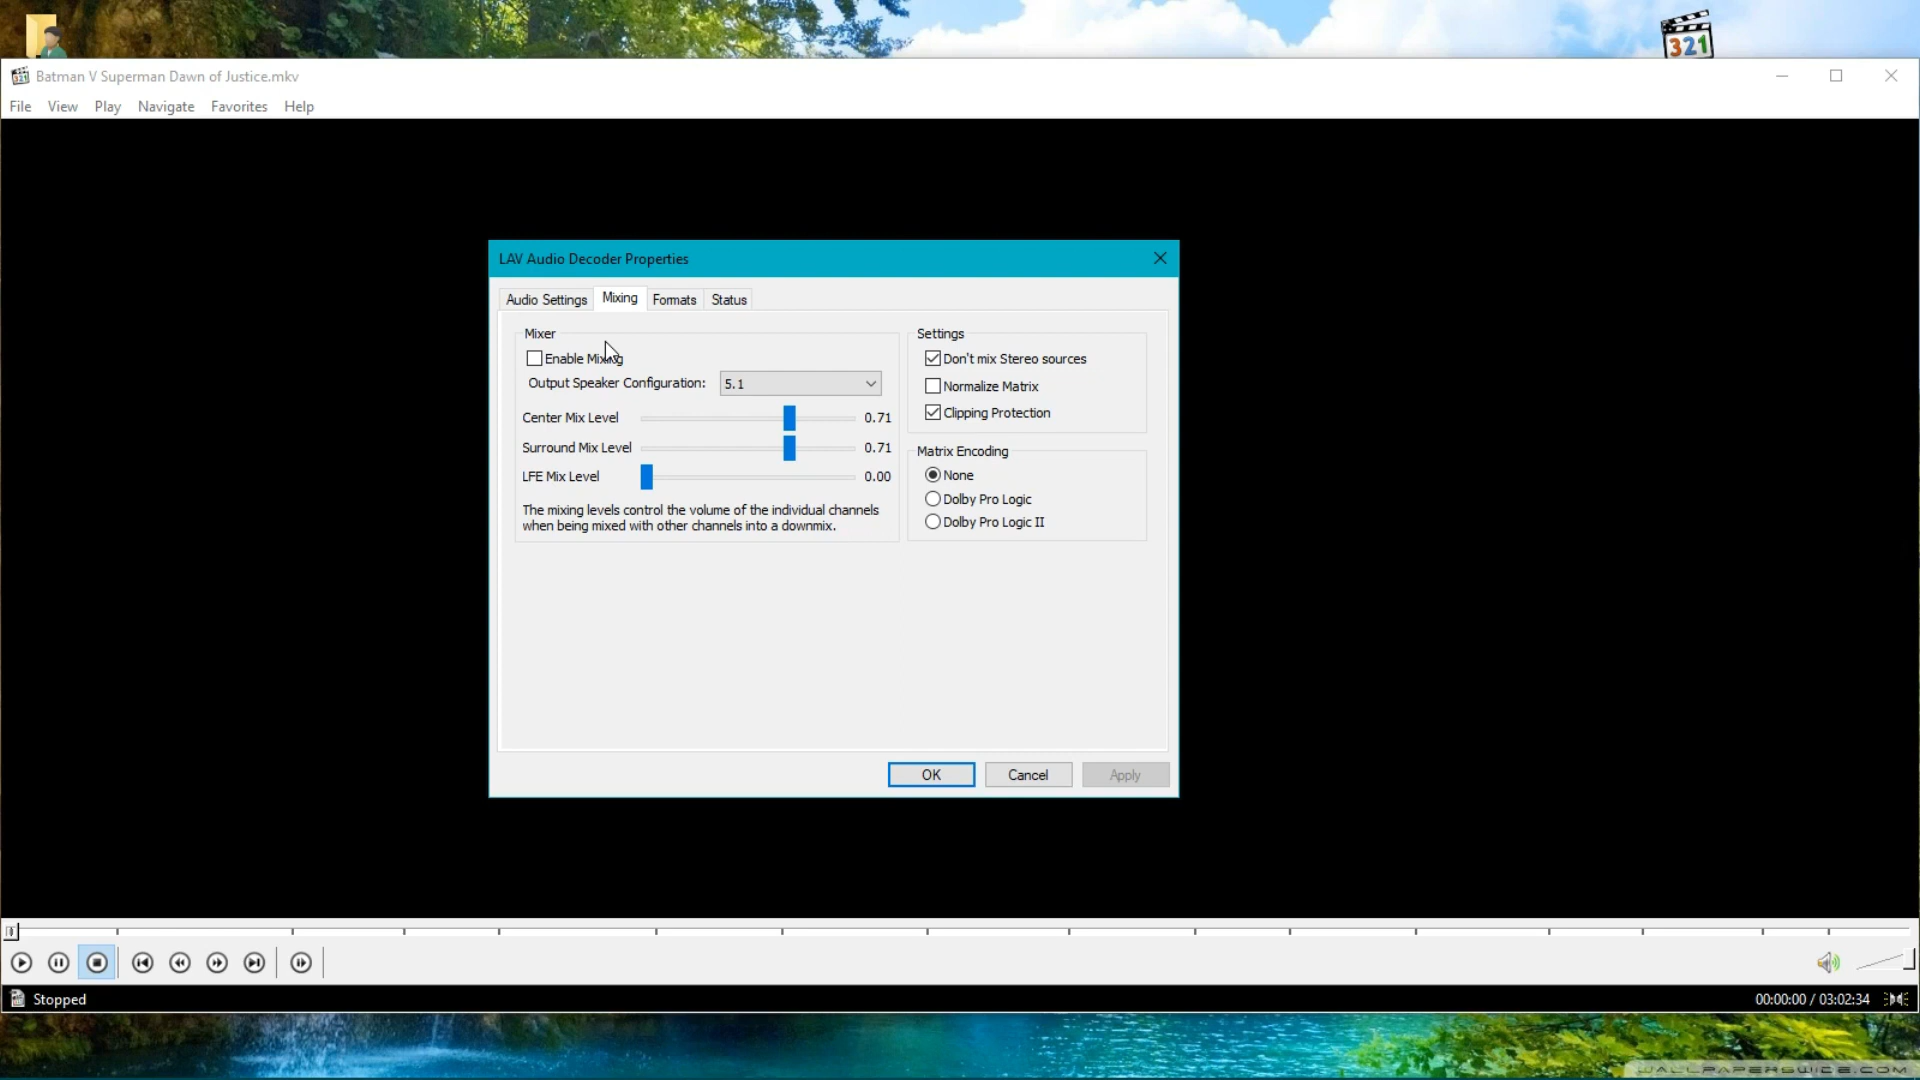 321
321 Batman V Superman Dawn of Justice.mkv
File View Play Navigate Favorites Help
LAV Audio Decoder Properties
Audio Settings Mixing Formats Status
Mixer
Enable Mixing
Output Speaker Configuration: 5.1
Center Mix Level 0.71
Surround Mix Level 0.71
LFE Mix Level 0.00
The mixing levels control the volume of the individual channels
when being mixed with other channels into a downmix.
Settings
Don't mix Stereo sources
Normalize Matrix
Clipping Protection
Matrix Encoding
None
Dolby Pro Logic
Dolby Pro Logic II
OK Cancel Apply
Stopped 00:00:00 / 03:02:34
WALLPAPERSWIDE.COM